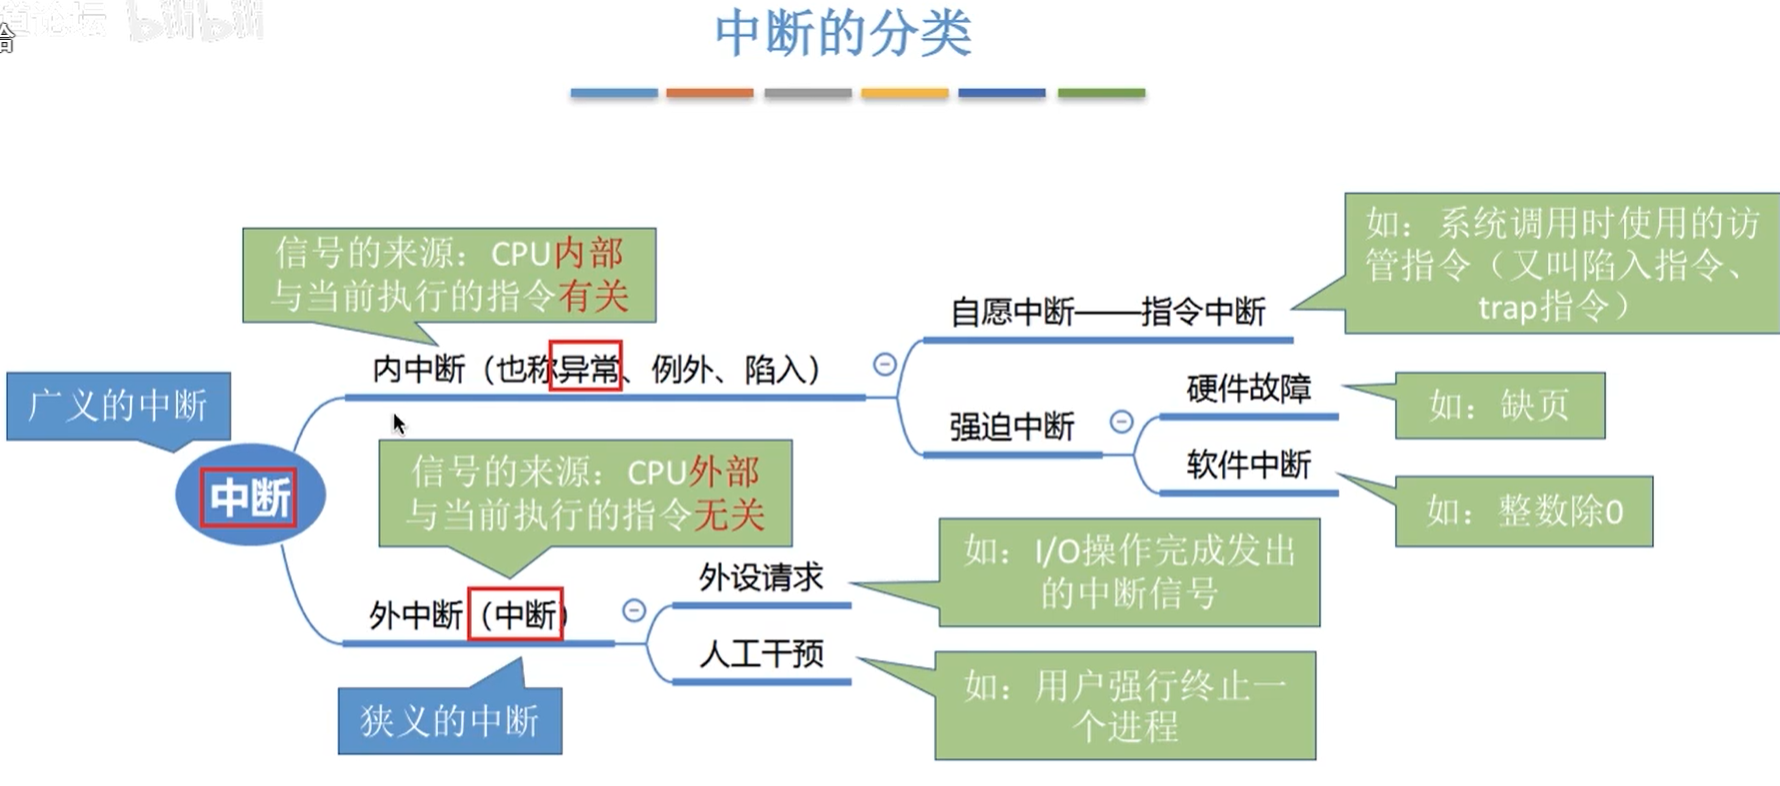 中断的分类
信号的来源：CPU内部
与当前执行的指令有关
如：系统调用时使用的访
管指令（又叫陷入指令、
trap指令）
自愿中断——指令中断
内中断（也称异常、例外、陷入）
广义的中断
硬件故障
如：缺页
强迫中断
软件中断
如：整数除0
中断
信号的来源：CPU外部
与当前执行的指令无关
外设请求
如：I/O操作完成发出
的中断信号
外中断（中断）
人工干预
如：用户强行终止一
个进程
狭义的中断